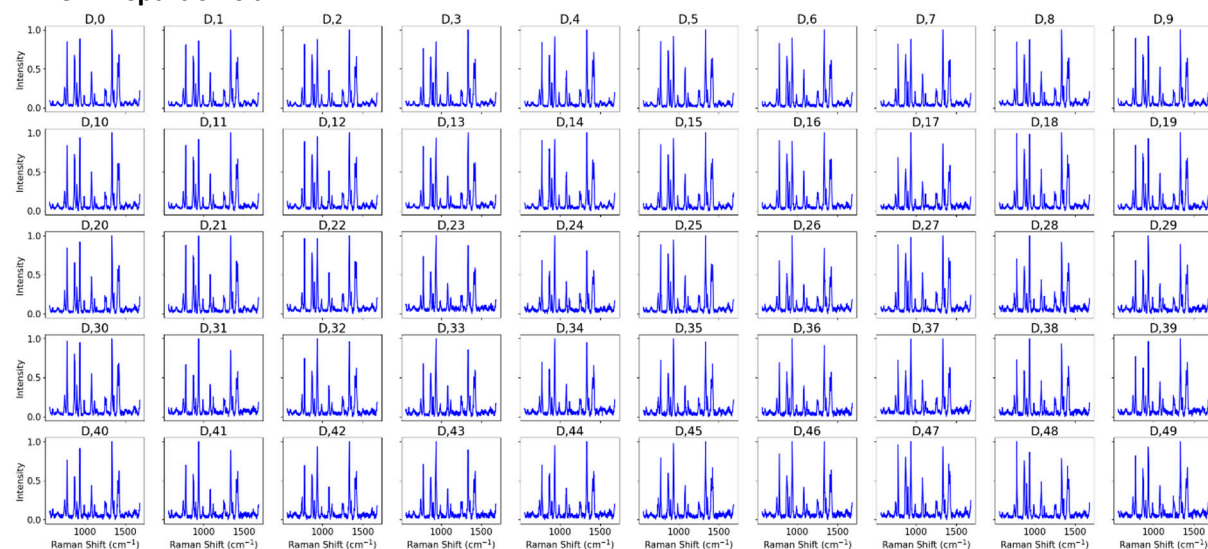 D,0 D,1 D,2 D,3 D,4 D,5 D,6 D,7 D,8 D,9
1.0
Intensity
0.5
0.0
D,10 D,11 D,12 D,13 D,14 D,15 D,16 D,17 D,18 D,19
1.0
Intensity
0.5
0.0
D,20 D,21 D,22 D,23 D,24 D,25 D,26 D,27 D,28 D,29
1.0
Intensity
0.5
0.0
D,30 D,31 D,32 D,33 D,34 D,35 D,36 D,37 D,38 D,39
1.0
Intensity
0.5
0.0
D,40 D,41 D,42 D,43 D,44 D,45 D,46 D,47 D,48 D,49
1.0
Intensity
0.5
0.0
1000 1500 1000 1500 1000 1500 1000 1500 1000 1500 1000 1500 1000 1500 1000 1500 1000 1500 1000 1500
Raman Shift (cm⁻¹) Raman Shift (cm⁻¹) Raman Shift (cm⁻¹) Raman Shift (cm⁻¹) Raman Shift (cm⁻¹) Raman Shift (cm⁻¹) Raman Shift (cm⁻¹) Raman Shift (cm⁻¹) Raman Shift (cm⁻¹) Raman Shift (cm⁻¹)